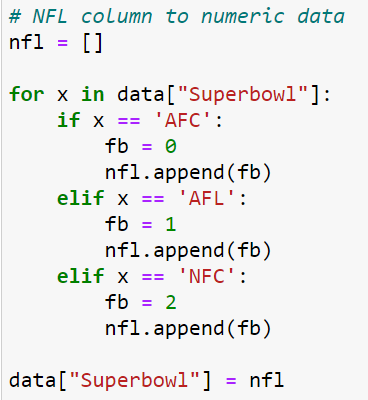 # NFL column to numeric data
nfl = []

for x in data["Superbowl"]:
    if x == 'AFC':
        fb = 0
        nfl.append(fb)
    elif x == 'AFL':
        fb = 1
        nfl.append(fb)
    elif x == 'NFC':
        fb = 2
        nfl.append(fb)

data["Superbowl"] = nfl